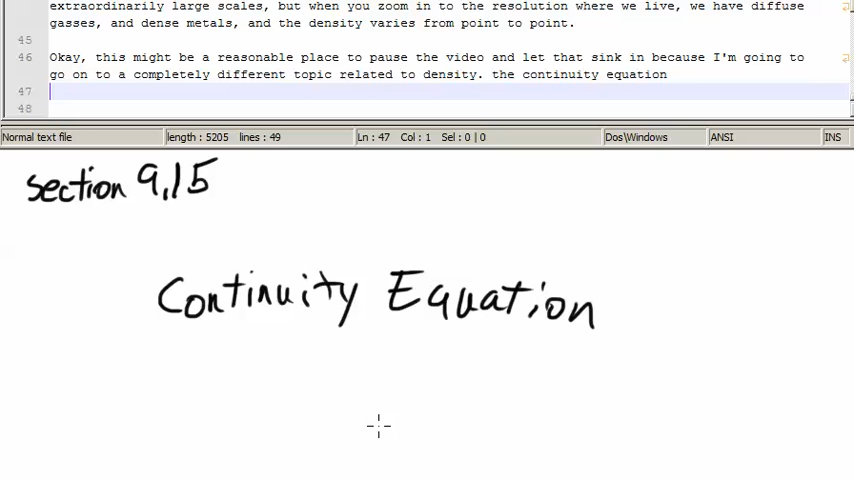 extraordinarily large scales, but when you zoom in to the resolution where we live, we have diffuse
gasses, and dense metals, and the density varies from point to point.
45
46 Okay, this might be a reasonable place to pause the video and let that sink in because I'm going to
go on to a completely different topic related to density. the continuity equation
47
48
Normal text file length : 5205 lines : 49 Ln : 47 Col : 1 Sel : 0 | 0 Dos\Windows ANSI INS
section 9.15
Continuity Equation